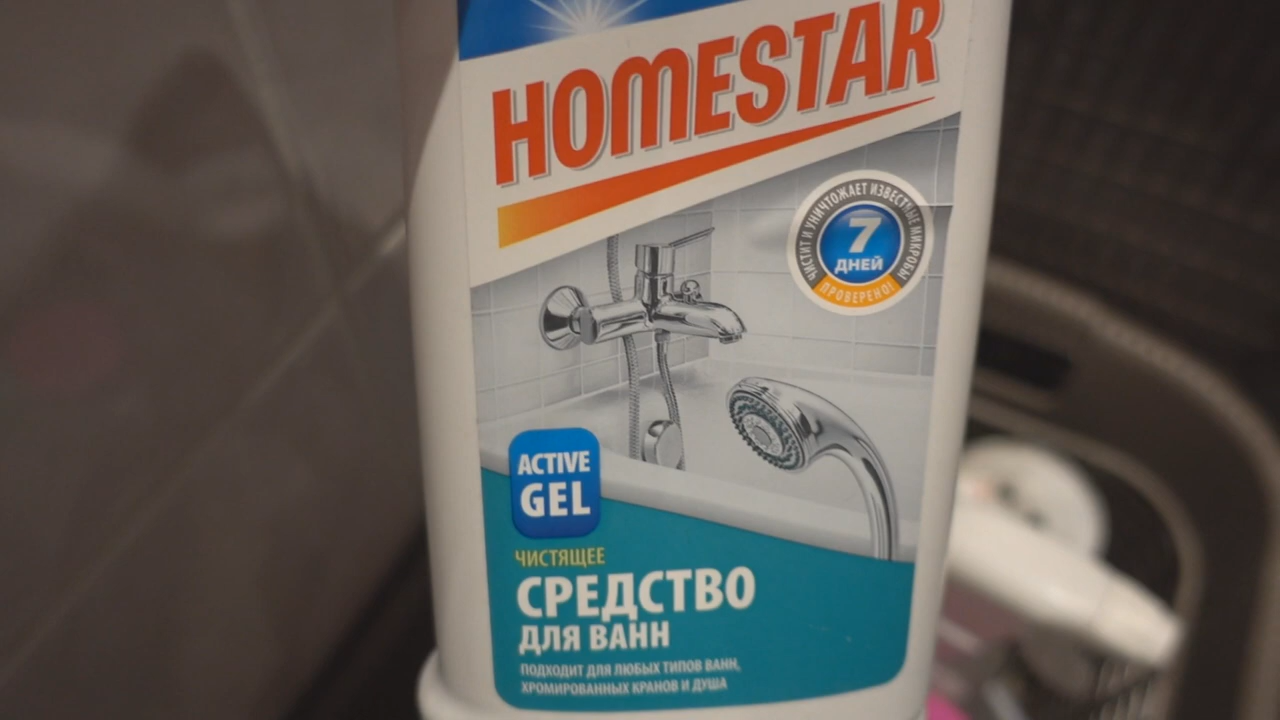 HOMESTAR
ЧИСТИТ И УНИЧТОЖАЕТ ИЗВЕСТНЫЕ МИКРОБЫ
7
ДНЕЙ
ПРОВЕРЕНО!
ACTIVE
GEL
ЧИСТЯЩЕЕ
СРЕДСТВО
ДЛЯ ВАНН
ПОДХОДИТ ДЛЯ ЛЮБЫХ ТИПОВ ВАНН,
ХРОМИРОВАННЫХ КРАНОВ И ДУША